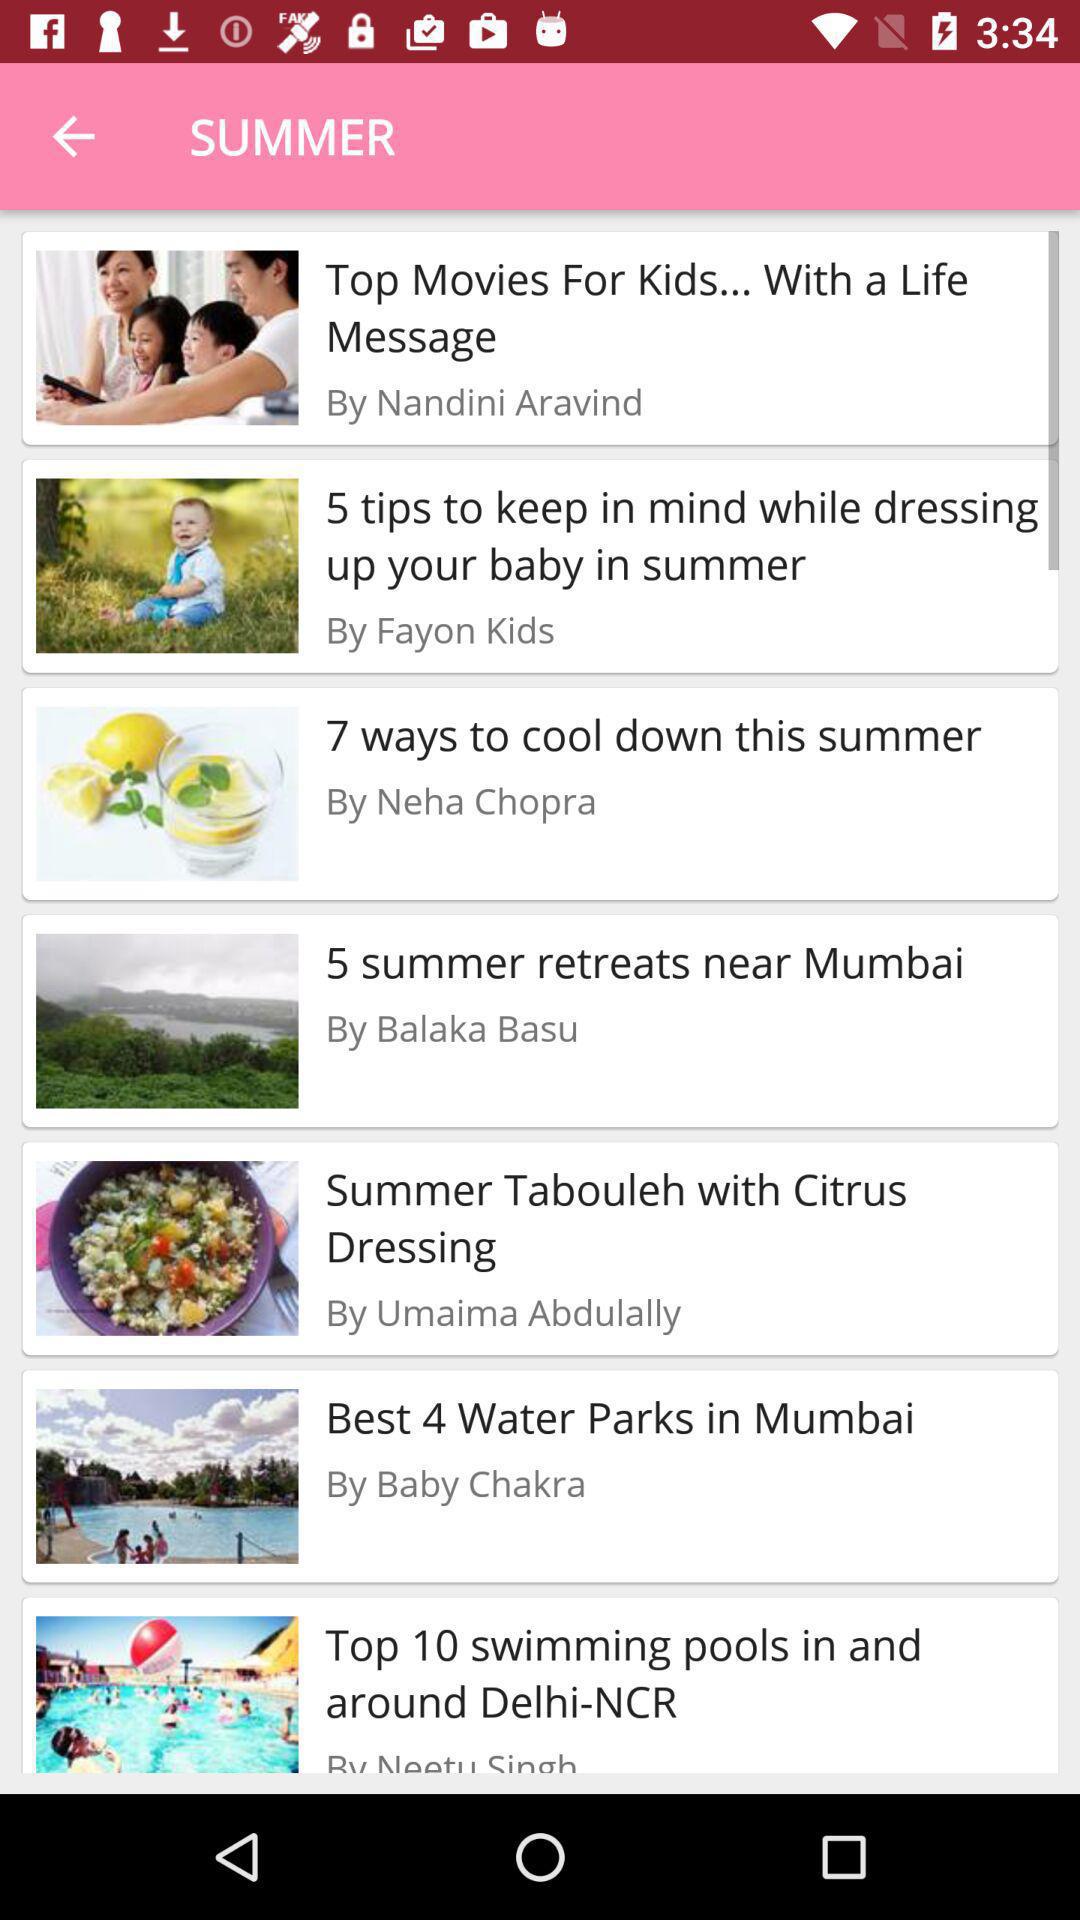 FAKE
3:34
SUMMER
Top Movies For Kids... With a Life
Message
By Nandini Aravind
5 tips to keep in mind while dressing
up your baby in summer
By Fayon Kids
7 ways to cool down this summer
By Neha Chopra
5 summer retreats near Mumbai
By Balaka Basu
Summer Tabouleh with Citrus
Dressing
By Umaima Abdulally
Best 4 Water Parks in Mumbai
By Baby Chakra
Top 10 swimming pools in and
around Delhi-NCR
By Neetu Singh